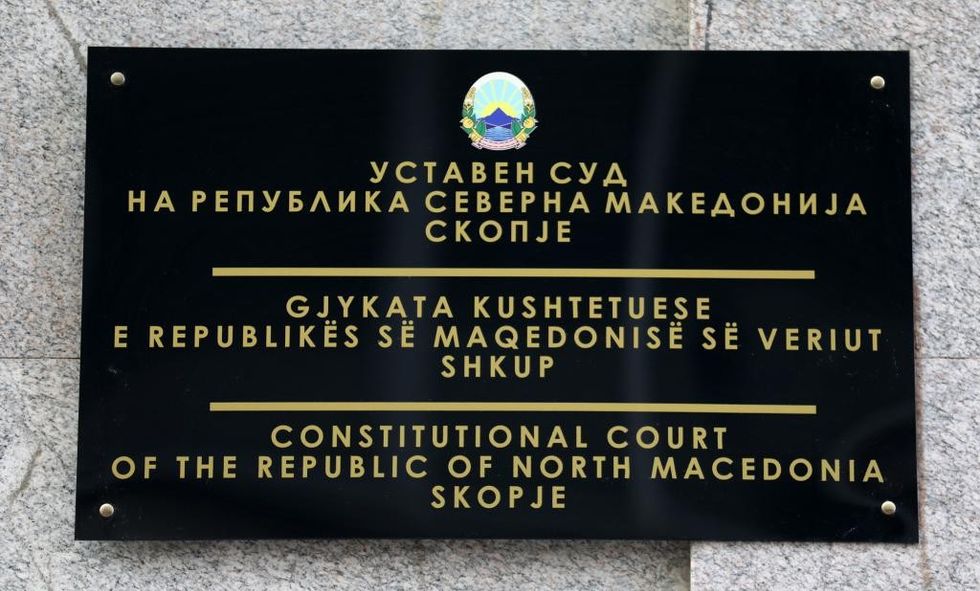 УСТАВЕН СУД
НА РЕПУБЛИКА СЕВЕРНА МАКЕДОНИЈА
СКОПЈЕ
GJYKATA KUSHTETUESE
E REPUBLIKËS SË MAQEDONISË SË VERIUT
SHKUP
CONSTITUTIONAL COURT
OF THE REPUBLIC OF NORTH MACEDONIA
SKOPJE